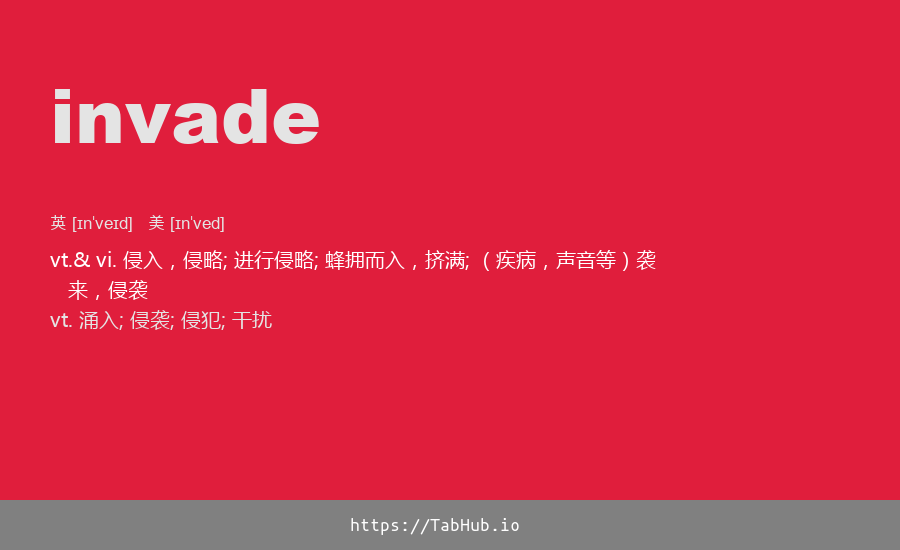 invade
英 [ɪnˈveɪd] 美 [ɪnˈved]
vt.& vi. 侵入，侵略; 进行侵略; 蜂拥而入，挤满; （疾病，声音等）袭
来，侵袭
vt. 涌入; 侵袭; 侵犯; 干扰
https://TabHub.io